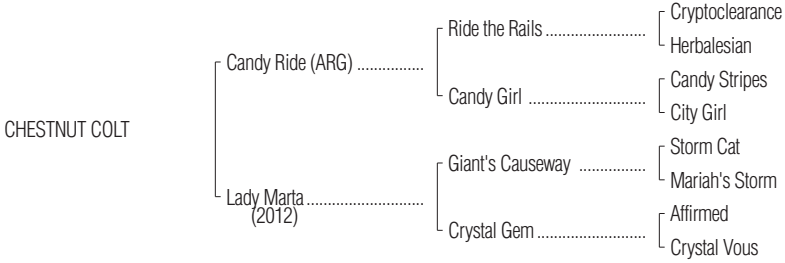 Cryptoclearance
Ride the Rails ........................
Herbalesian
Candy Ride (ARG) ................
Candy Stripes
Candy Girl ............................
City Girl
CHESTNUT COLT
Storm Cat
Giant's Causeway ................
Mariah's Storm
Lady Marta ............................
(2012)
Affirmed
Crystal Gem ..........................
Crystal Vous